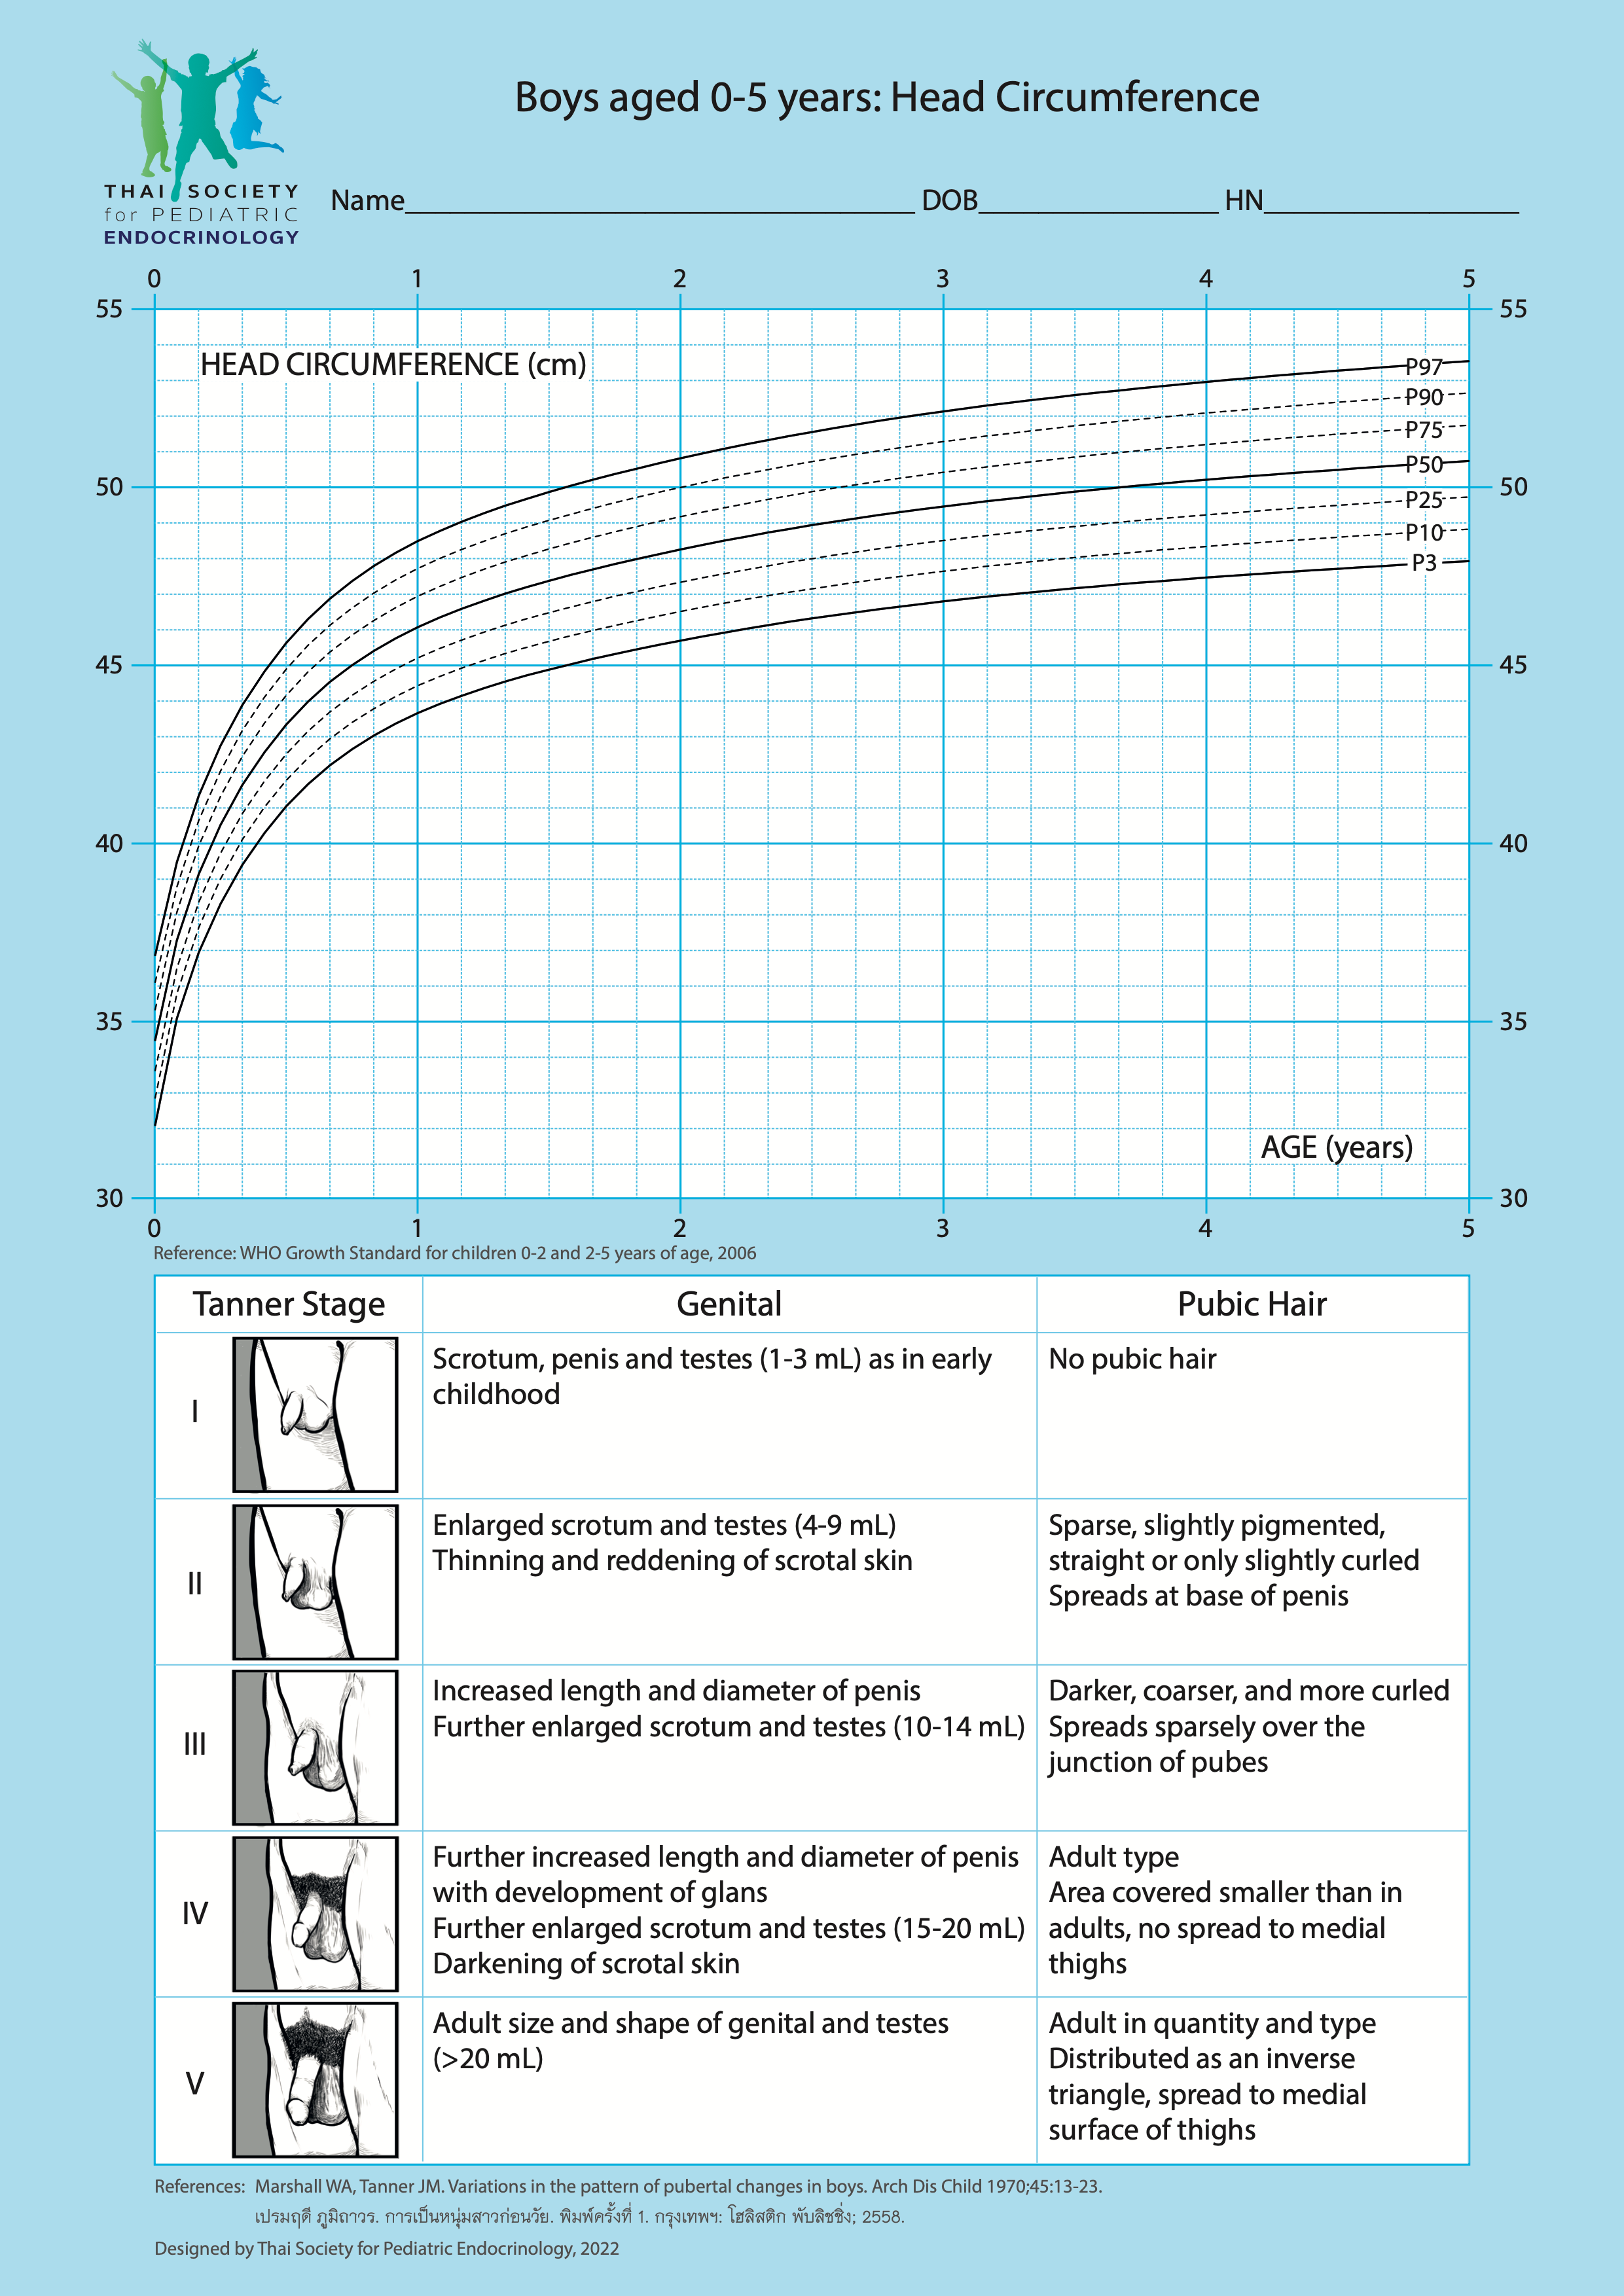 THAI SOCIETY
for PEDIATRIC
ENDOCRINOLOGY
Boys aged 0-5 years: Head Circumference
Name DOB HN
0 1 2 3 4 5
55 55
HEAD CIRCUMFERENCE (cm)
P97
P90
P75
P50
50 50
P25
P10
P3
45 45
40 40
35 35
AGE (years)
30 30
0 1 2 3 4 5
Reference: WHO Growth Standard for children 0-2 and 2-5 years of age, 2006
Tanner Stage Genital Pubic Hair
I
Scrotum, penis and testes (1-3 mL) as in early
childhood
No pubic hair
II
Enlarged scrotum and testes (4-9 mL)
Thinning and reddening of scrotal skin
Sparse, slightly pigmented,
straight or only slightly curled
Spreads at base of penis
III
Increased length and diameter of penis
Further enlarged scrotum and testes (10-14 mL)
Darker, coarser, and more curled
Spreads sparsely over the
junction of pubes
IV
Further increased length and diameter of penis
with development of glans
Further enlarged scrotum and testes (15-20 mL)
Darkening of scrotal skin
Adult type
Area covered smaller than in
adults, no spread to medial
thighs
V
Adult size and shape of genital and testes
(>20 mL)
Adult in quantity and type
Distributed as an inverse
triangle, spread to medial
surface of thighs
References: Marshall WA, Tanner JM. Variations in the pattern of pubertal changes in boys. Arch Dis Child 1970;45:13-23.
เปรมฤดี ภูมิถาวร. การเป็นหนุ่มสาวก่อนวัย. พิมพ์ครั้งที่ 1. กรุงเทพฯ: โฮลิสติก พับลิชชิ่ง; 2558.
Designed by Thai Society for Pediatric Endocrinology, 2022